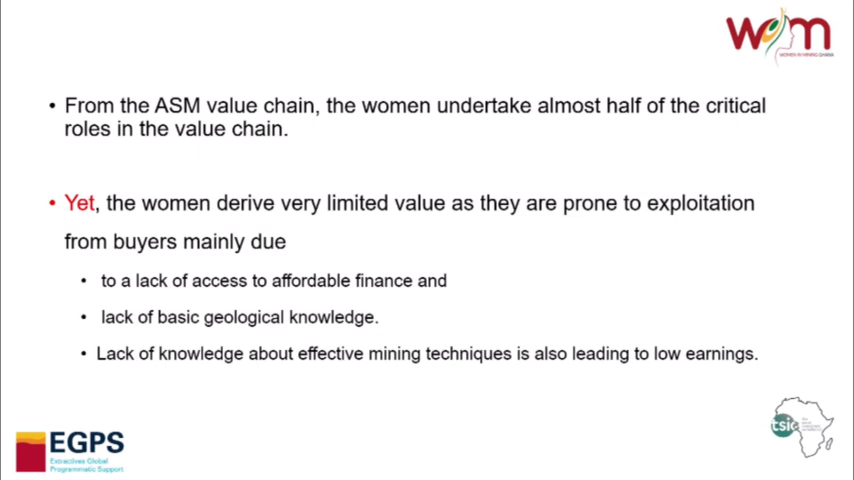 wom
WOMEN IN MINING GHANA
• From the ASM value chain, the women undertake almost half of the critical
roles in the value chain.
• Yet, the women derive very limited value as they are prone to exploitation
from buyers mainly due
• to a lack of access to affordable finance and
• lack of basic geological knowledge.
• Lack of knowledge about effective mining techniques is also leading to low earnings.
EGPS
Extractives Global
Programmatic Support
tsic